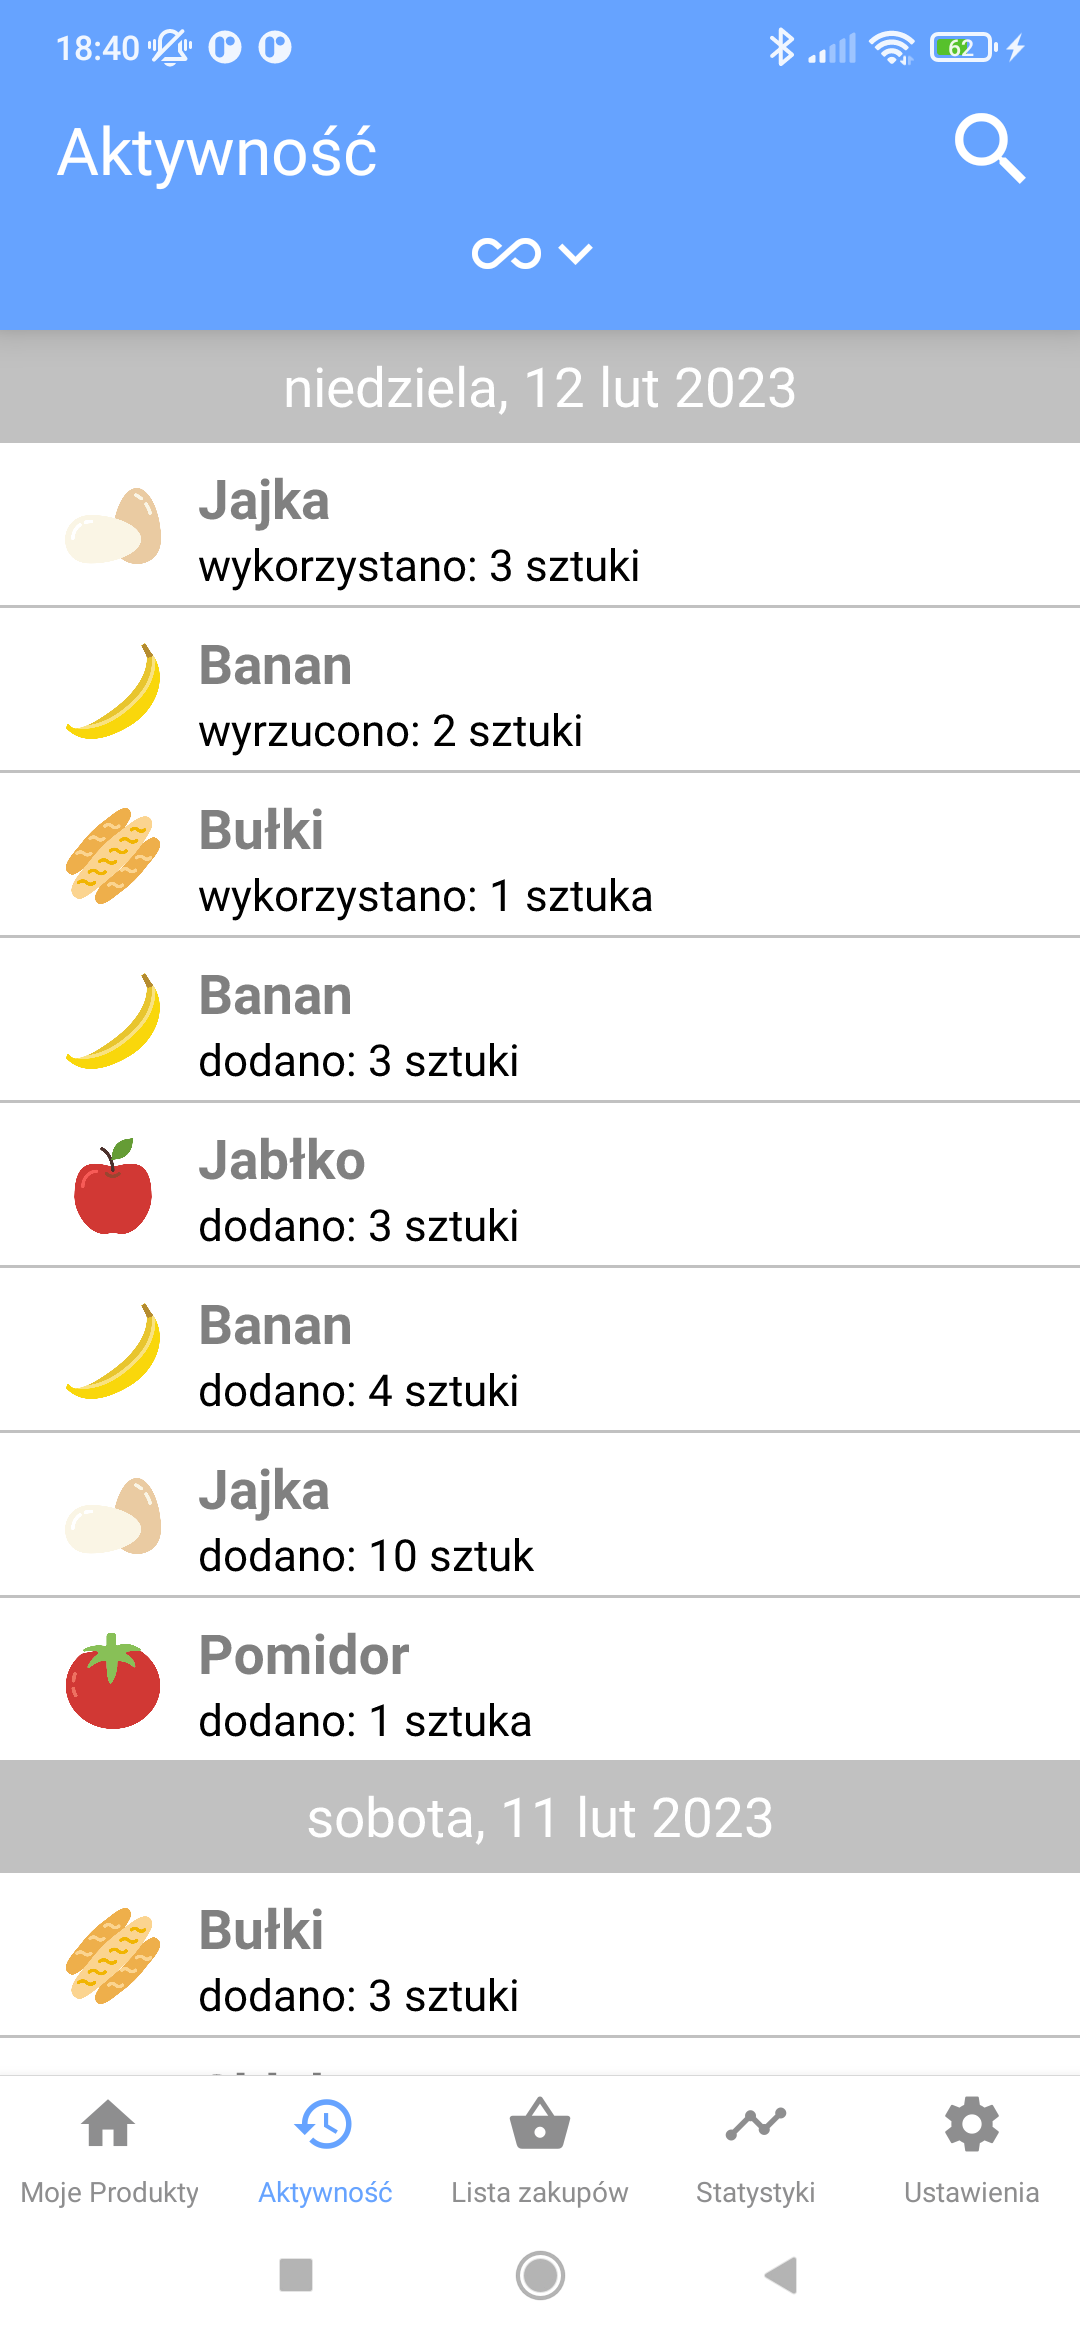 18:40
62
Aktywność
niedziela, 12 lut 2023
Jajka
wykorzystano: 3 sztuki
Banan
wyrzucono: 2 sztuki
Bułki
wykorzystano: 1 sztuka
Banan
dodano: 3 sztuki
Jabłko
dodano: 3 sztuki
Banan
dodano: 4 sztuki
Jajka
dodano: 10 sztuk
Pomidor
dodano: 1 sztuka
sobota, 11 lut 2023
Bułki
dodano: 3 sztuki
Moje Produkty
Aktywność
Lista zakupów
Statystyki
Ustawienia